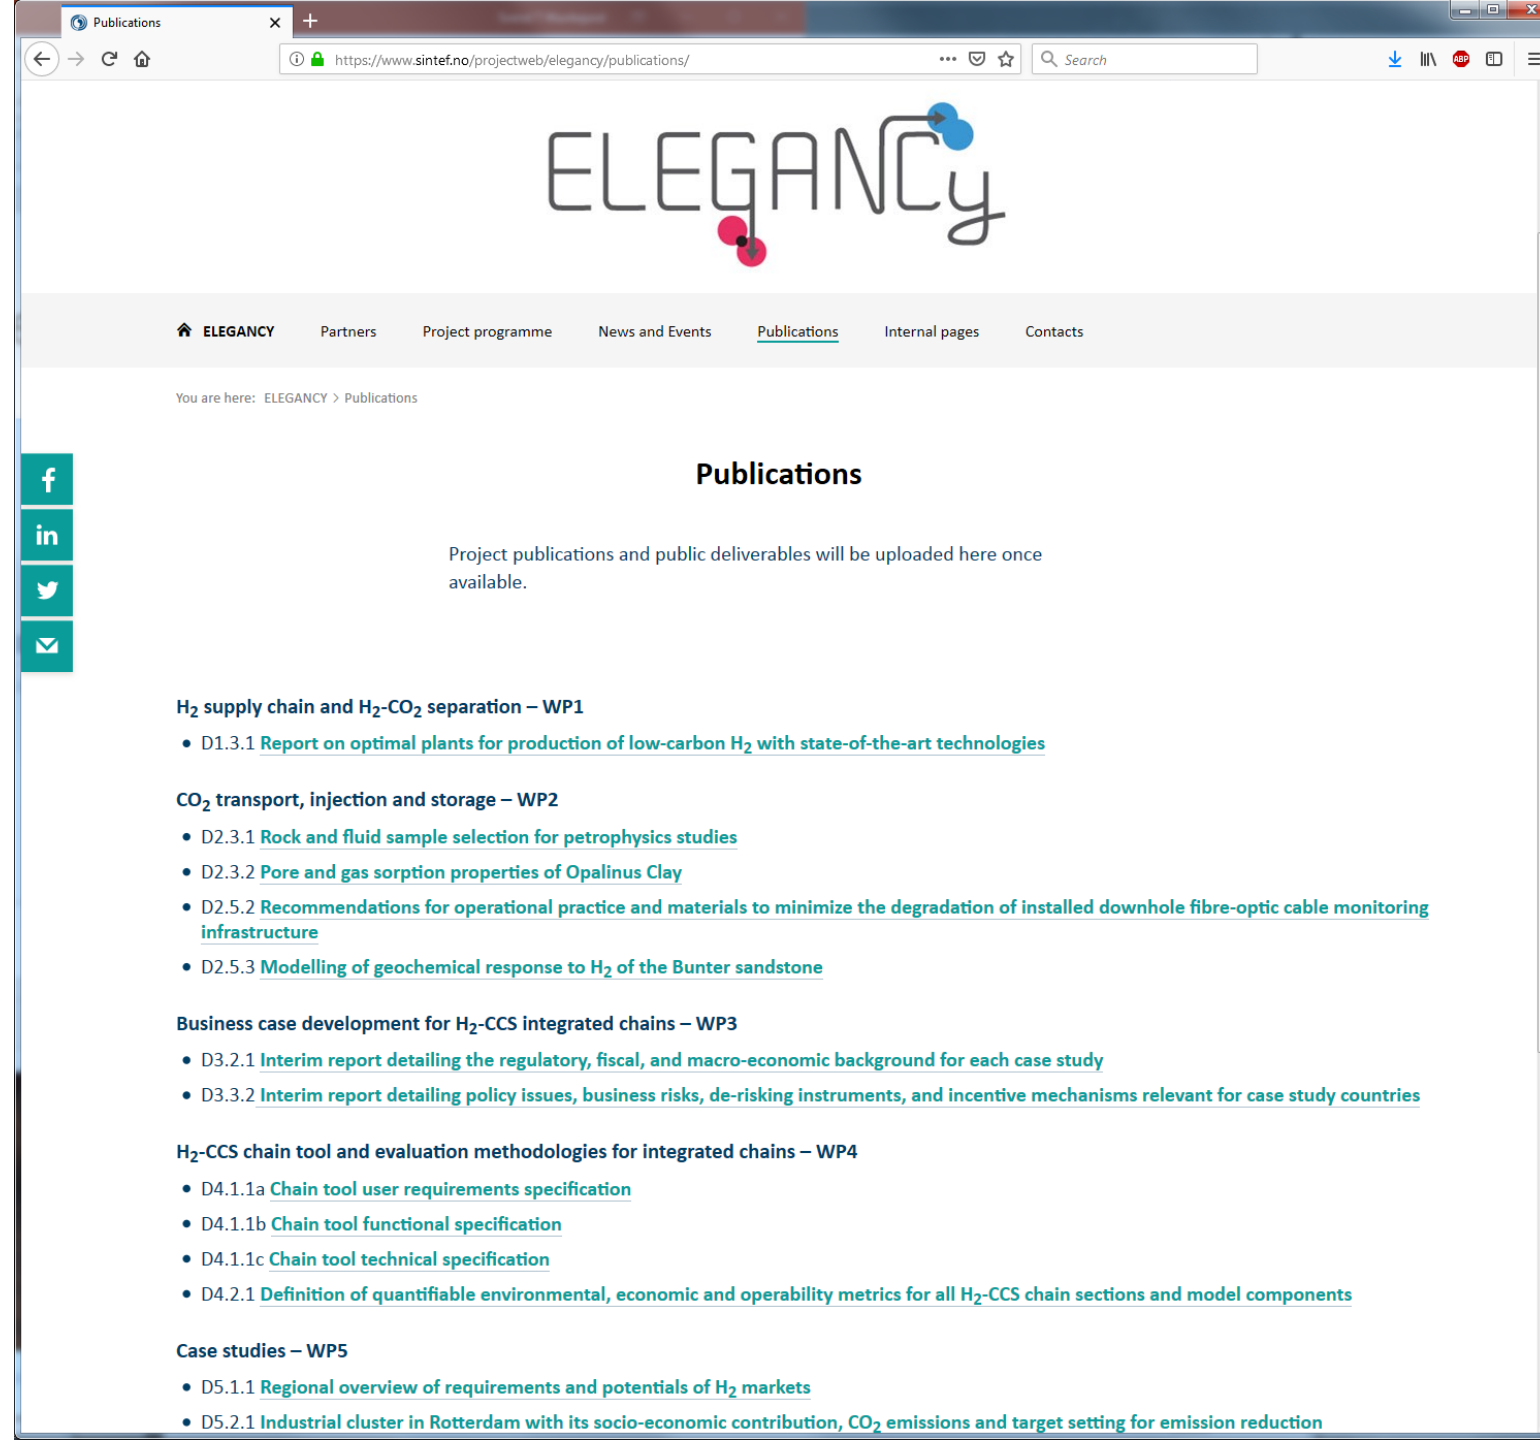 Publications
https://www.sintef.no/projectweb/elegancy/publications/
Search
ABP
ELEGANCy
ELEGANCY Partners Project programme News and Events Publications Internal pages Contacts
You are here: ELEGANCY > Publications
Publications
Project publications and public deliverables will be uploaded here once
available.
H₂ supply chain and H₂-CO₂ separation – WP1
• D1.3.1 Report on optimal plants for production of low-carbon H₂ with state-of-the-art technologies
CO₂ transport, injection and storage – WP2
• D2.3.1 Rock and fluid sample selection for petrophysics studies
• D2.3.2 Pore and gas sorption properties of Opalinus Clay
• D2.5.2 Recommendations for operational practice and materials to minimize the degradation of installed downhole fibre-optic cable monitoring
infrastructure
• D2.5.3 Modelling of geochemical response to H₂ of the Bunter sandstone
Business case development for H₂-CCS integrated chains – WP3
• D3.2.1 Interim report detailing the regulatory, fiscal, and macro-economic background for each case study
• D3.3.2 Interim report detailing policy issues, business risks, de-risking instruments, and incentive mechanisms relevant for case study countries
H₂-CCS chain tool and evaluation methodologies for integrated chains – WP4
• D4.1.1a Chain tool user requirements specification
• D4.1.1b Chain tool functional specification
• D4.1.1c Chain tool technical specification
• D4.2.1 Definition of quantifiable environmental, economic and operability metrics for all H₂-CCS chain sections and model components
Case studies – WP5
• D5.1.1 Regional overview of requirements and potentials of H₂ markets
• D5.2.1 Industrial cluster in Rotterdam with its socio-economic contribution, CO₂ emissions and target setting for emission reduction